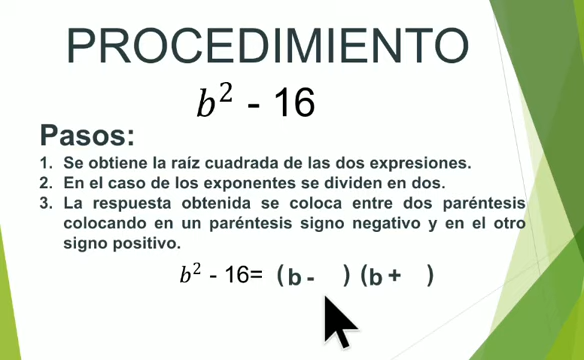 PROCEDIMIENTO
b² - 16
Pasos:
1. Se obtiene la raíz cuadrada de las dos expresiones.
2. En el caso de los exponentes se dividen en dos.
3. La respuesta obtenida se coloca entre dos paréntesis
colocando en un paréntesis signo negativo y en el otro
signo positivo.
b² - 16= (b -   ) (b +   )